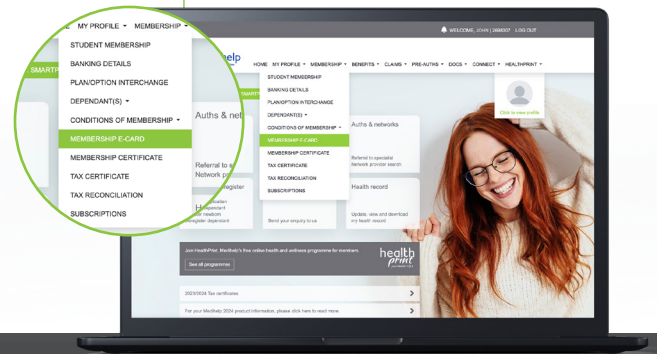 MY PROFILE MEMBERSHIP
STUDENT MEMBERSHIP
BANKING DETAILS
PLAN/OPTION INTERCHANGE
DEPENDANT(S)
CONDITIONS OF MEMBERSHIP
MEMBERSHIP E-CARD
MEMBERSHIP CERTIFICATE
TAX CERTIFICATE
TAX RECONCILIATION
SUBSCRIPTIONS
Auths &
Referral to
Network
WELCOME, JOHN | LOG OUT
HOME MY PROFILE MEMBERSHIP BENEFITS CLAIMS PRE-AUTHS DOCS CONNECT HEALTHPRINT
STUDENT MEMBERSHIP
BANKING DETAILS
PLAN/OPTION INTERCHANGE
DEPENDANT(S)
CONDITIONS OF MEMBERSHIP
MEMBERSHIP E-CARD
MEMBERSHIP CERTIFICATE
TAX CERTIFICATE
TAX RECONCILIATION
SUBSCRIPTIONS
Click to view profile
Auths & networks
Referral to specialist
Network provider search
Health record
Update, view and download
my health record
Send your enquiry to us
Join HealthPrint, Medihelp's free online health and wellness programme for members
See all programmes
health
print
2023/2024 Tax certificates
For your Medihelp 2024 product information, please click here to read more.